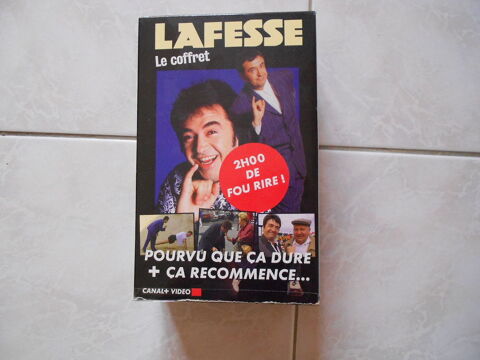 LAFESSE
Le coffret
2H00
DE
FOU RIRE !
POURVU QUE ÇA DURE
+ ÇA RECOMMENCE...
CANAL+ VIDEO